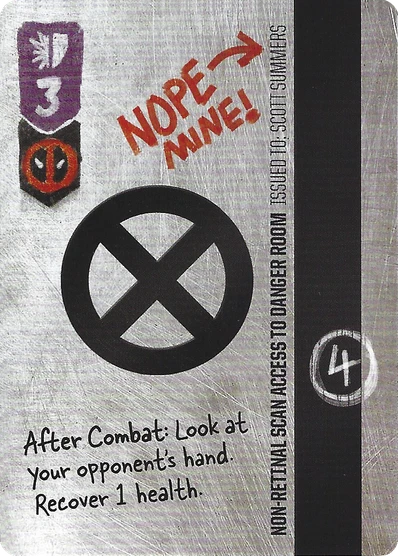 3
NOPE
MINE!
NON-RETINAL SCAN ACCESS TO DANGER ROOM ISSUED TO: SCOTT SUMMERS
4
After Combat: Look at
your opponent's hand.
Recover 1 health.